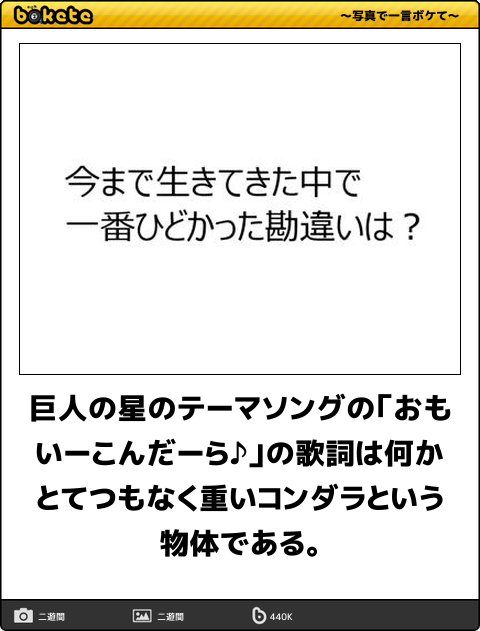 bokete
〜写真で一言ボケて〜
今まで生きてきた中で
一番ひどかった勘違いは？
巨人の星のテーマソングの「おも
いーこんだーら♪」の歌詞は何か
とてつもなく重いコンダラという
物体である。
二遊間 二遊間 440K